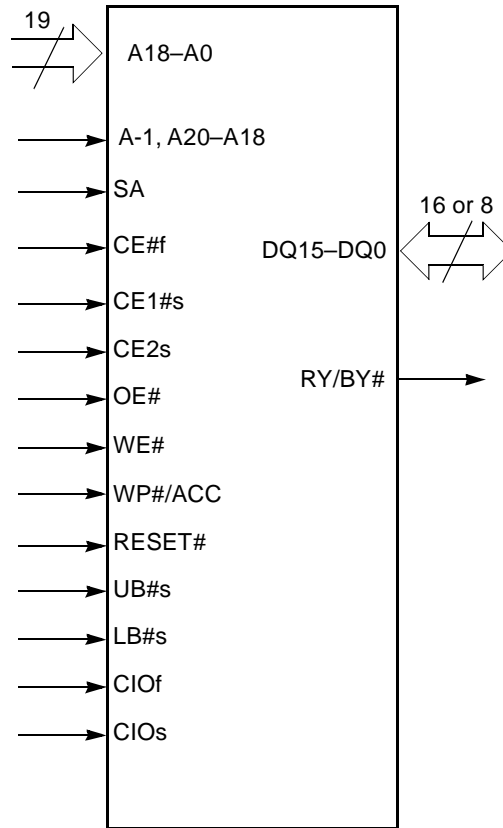 19
A18–A0
A-1, A20–A18
SA
16 or 8
CE#f
DQ15–DQ0
CE1#s
CE2s
RY/BY#
OE#
WE#
WP#/ACC
RESET#
UB#s
LB#s
CIOf
CIOs